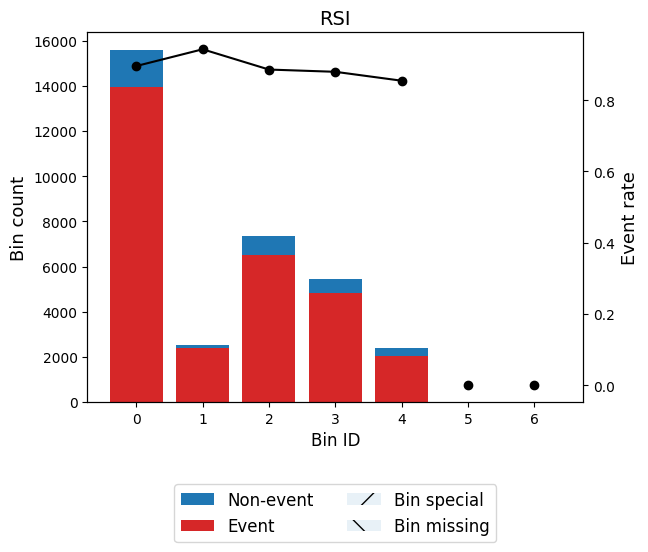 RSI
16000
14000
12000
10000
8000
6000
4000
2000
0
Bin count
0.8
0.6
0.4
0.2
0.0
Event rate
0 1 2 3 4 5 6
Bin ID
Non-event Bin special
Event Bin missing